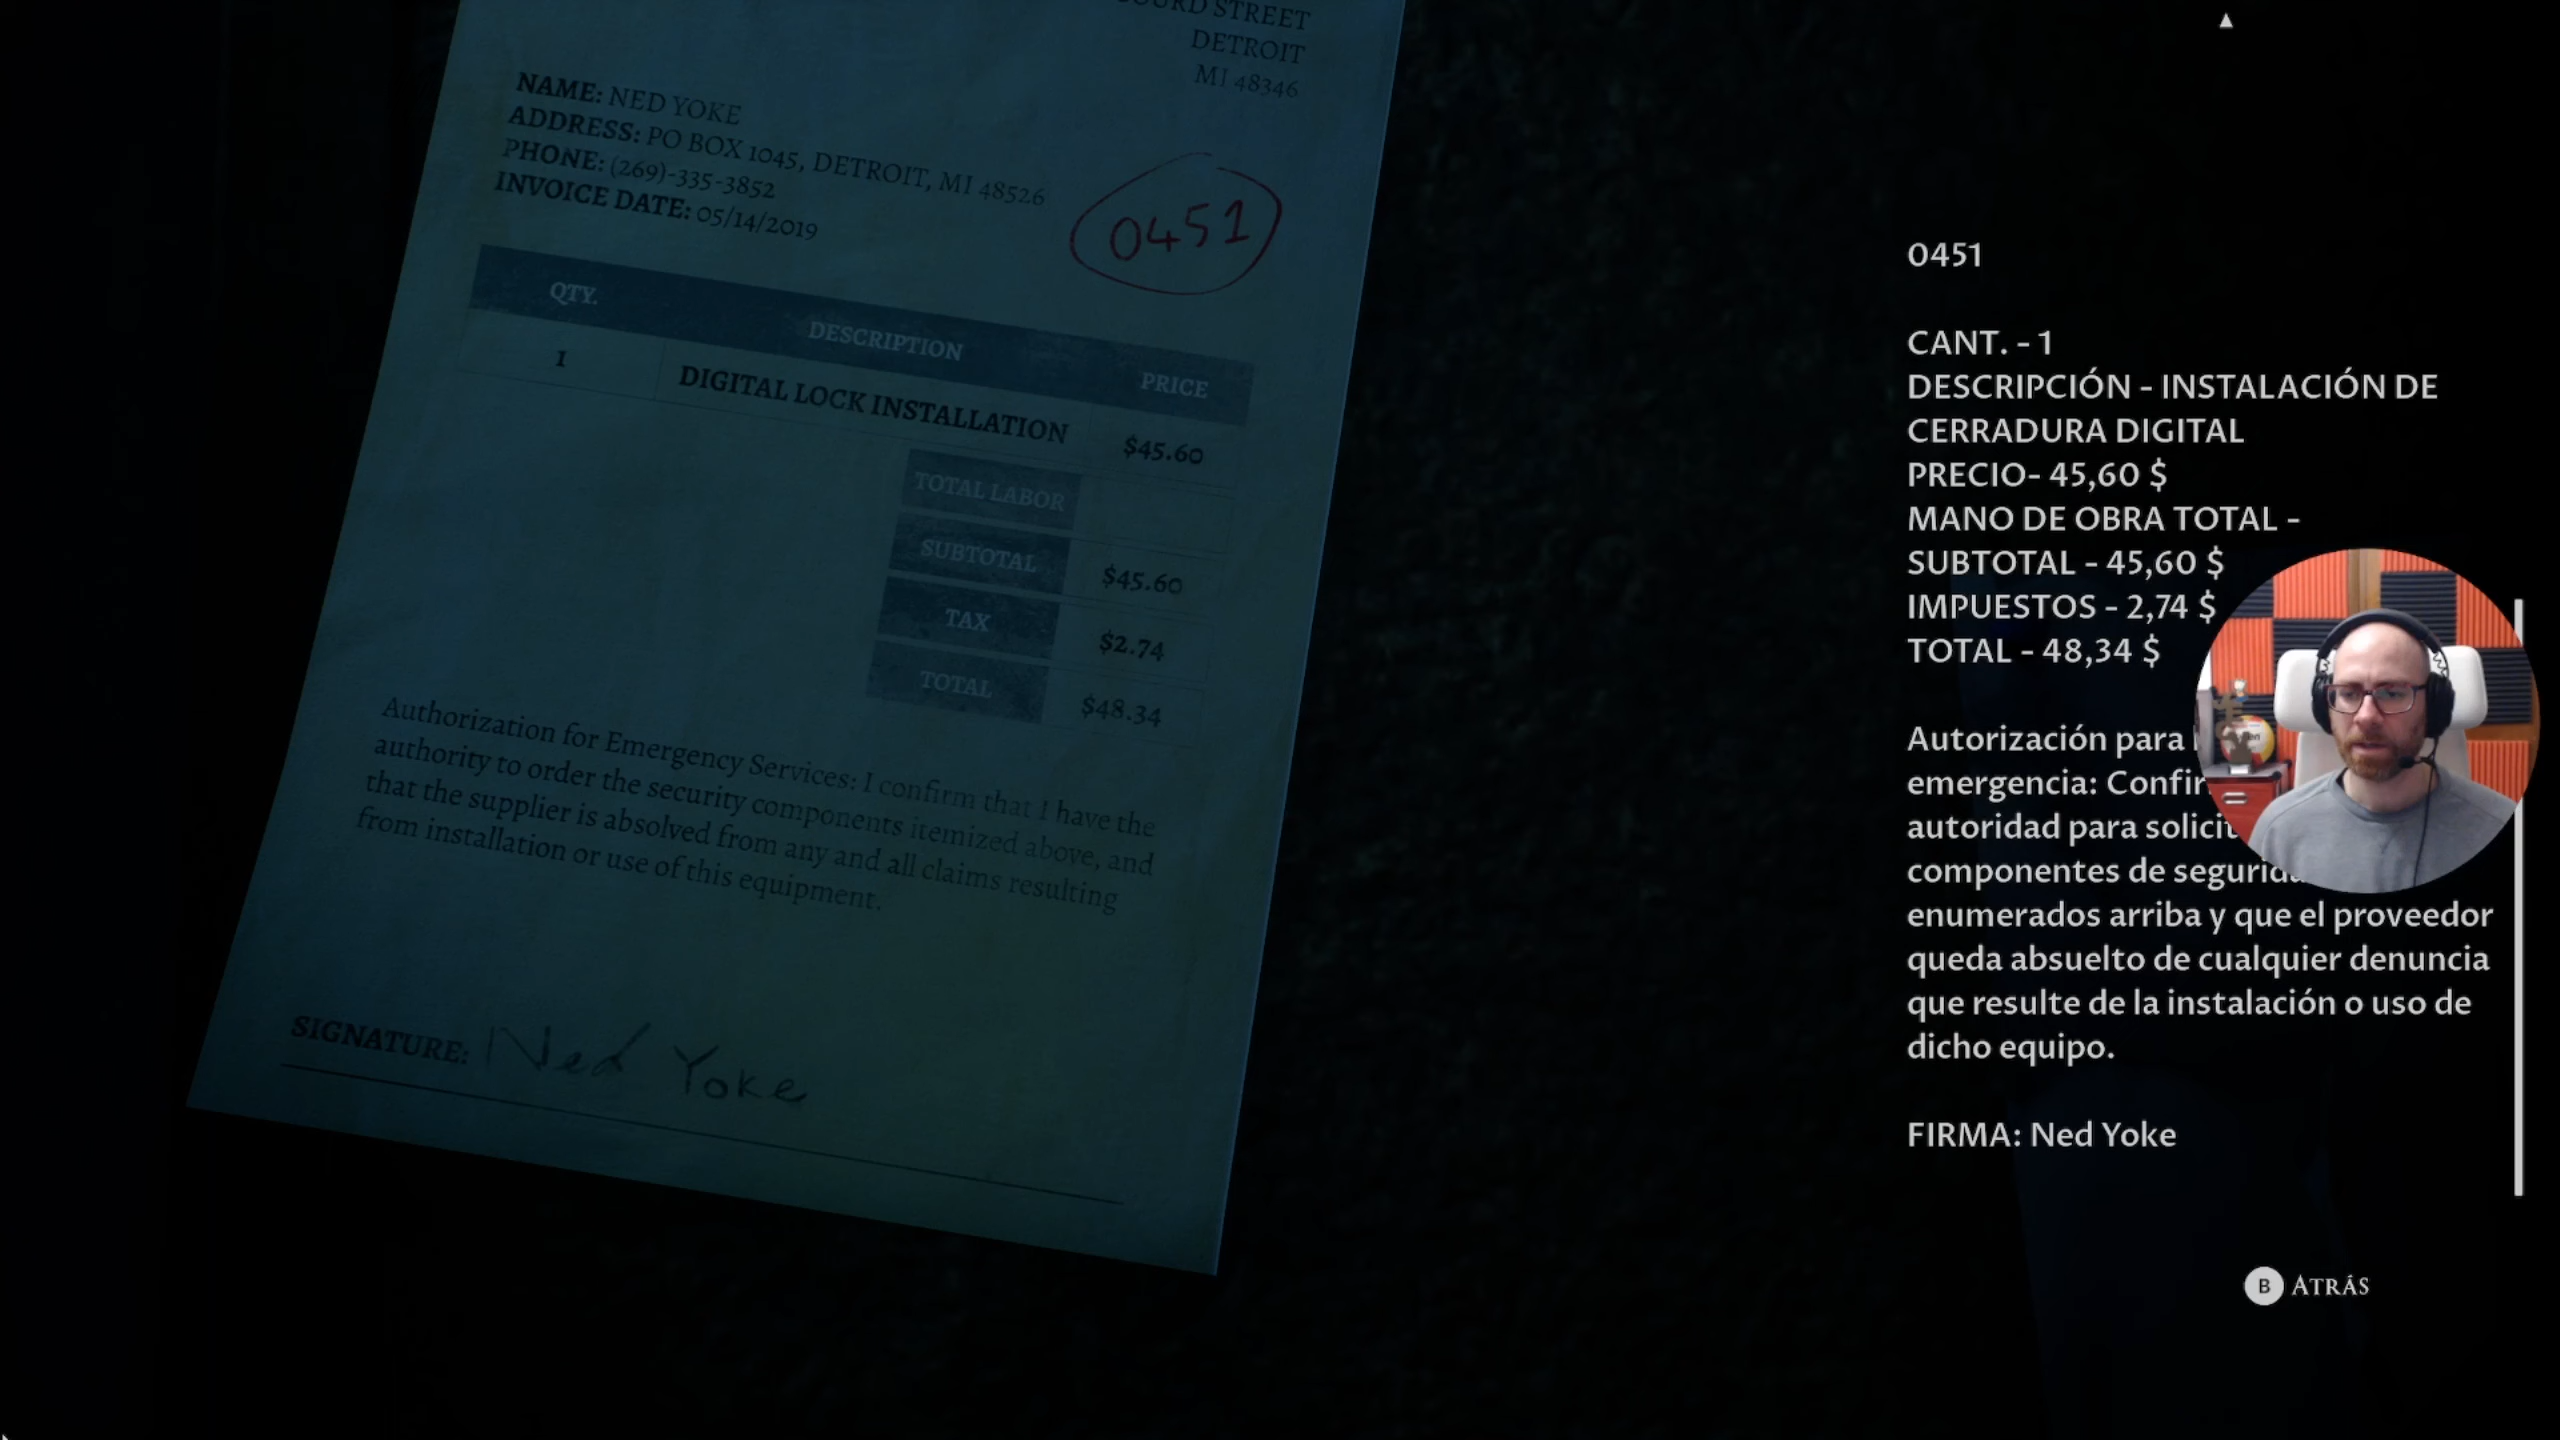 STREET
DETROIT
MI 48346
NAME: NED YOKE
ADDRESS: PO BOX 1045, DETROIT, MI 48526
PHONE: (269)-335-3852
INVOICE DATE: 05/14/2019
0451
QTY. DESCRIPTION PRICE
1 DIGITAL LOCK INSTALLATION $45.60
TOTAL LABOR
SUBTOTAL $45.60
TAX $2.74
TOTAL $48.34
Authorization for Emergency Services: I confirm that I have the
authority to order the security components itemized above, and
that the supplier is absolved from any and all claims resulting
from installation or use of this equipment.
SIGNATURE: Ned Yoke
0451
CANT. - 1
DESCRIPCIÓN - INSTALACIÓN DE
CERRADURA DIGITAL
PRECIO- 45,60 $
MANO DE OBRA TOTAL -
SUBTOTAL - 45,60 $
IMPUESTOS - 2,74 $
TOTAL - 48,34 $
Autorización para
emergencia:
autoridad para
componentes de
enumerados arriba y que el proveedor
queda absuelto de cualquier denuncia
que resulte de la instalación o uso de
dicho equipo.
FIRMA: Ned Yoke
B ATRÁS